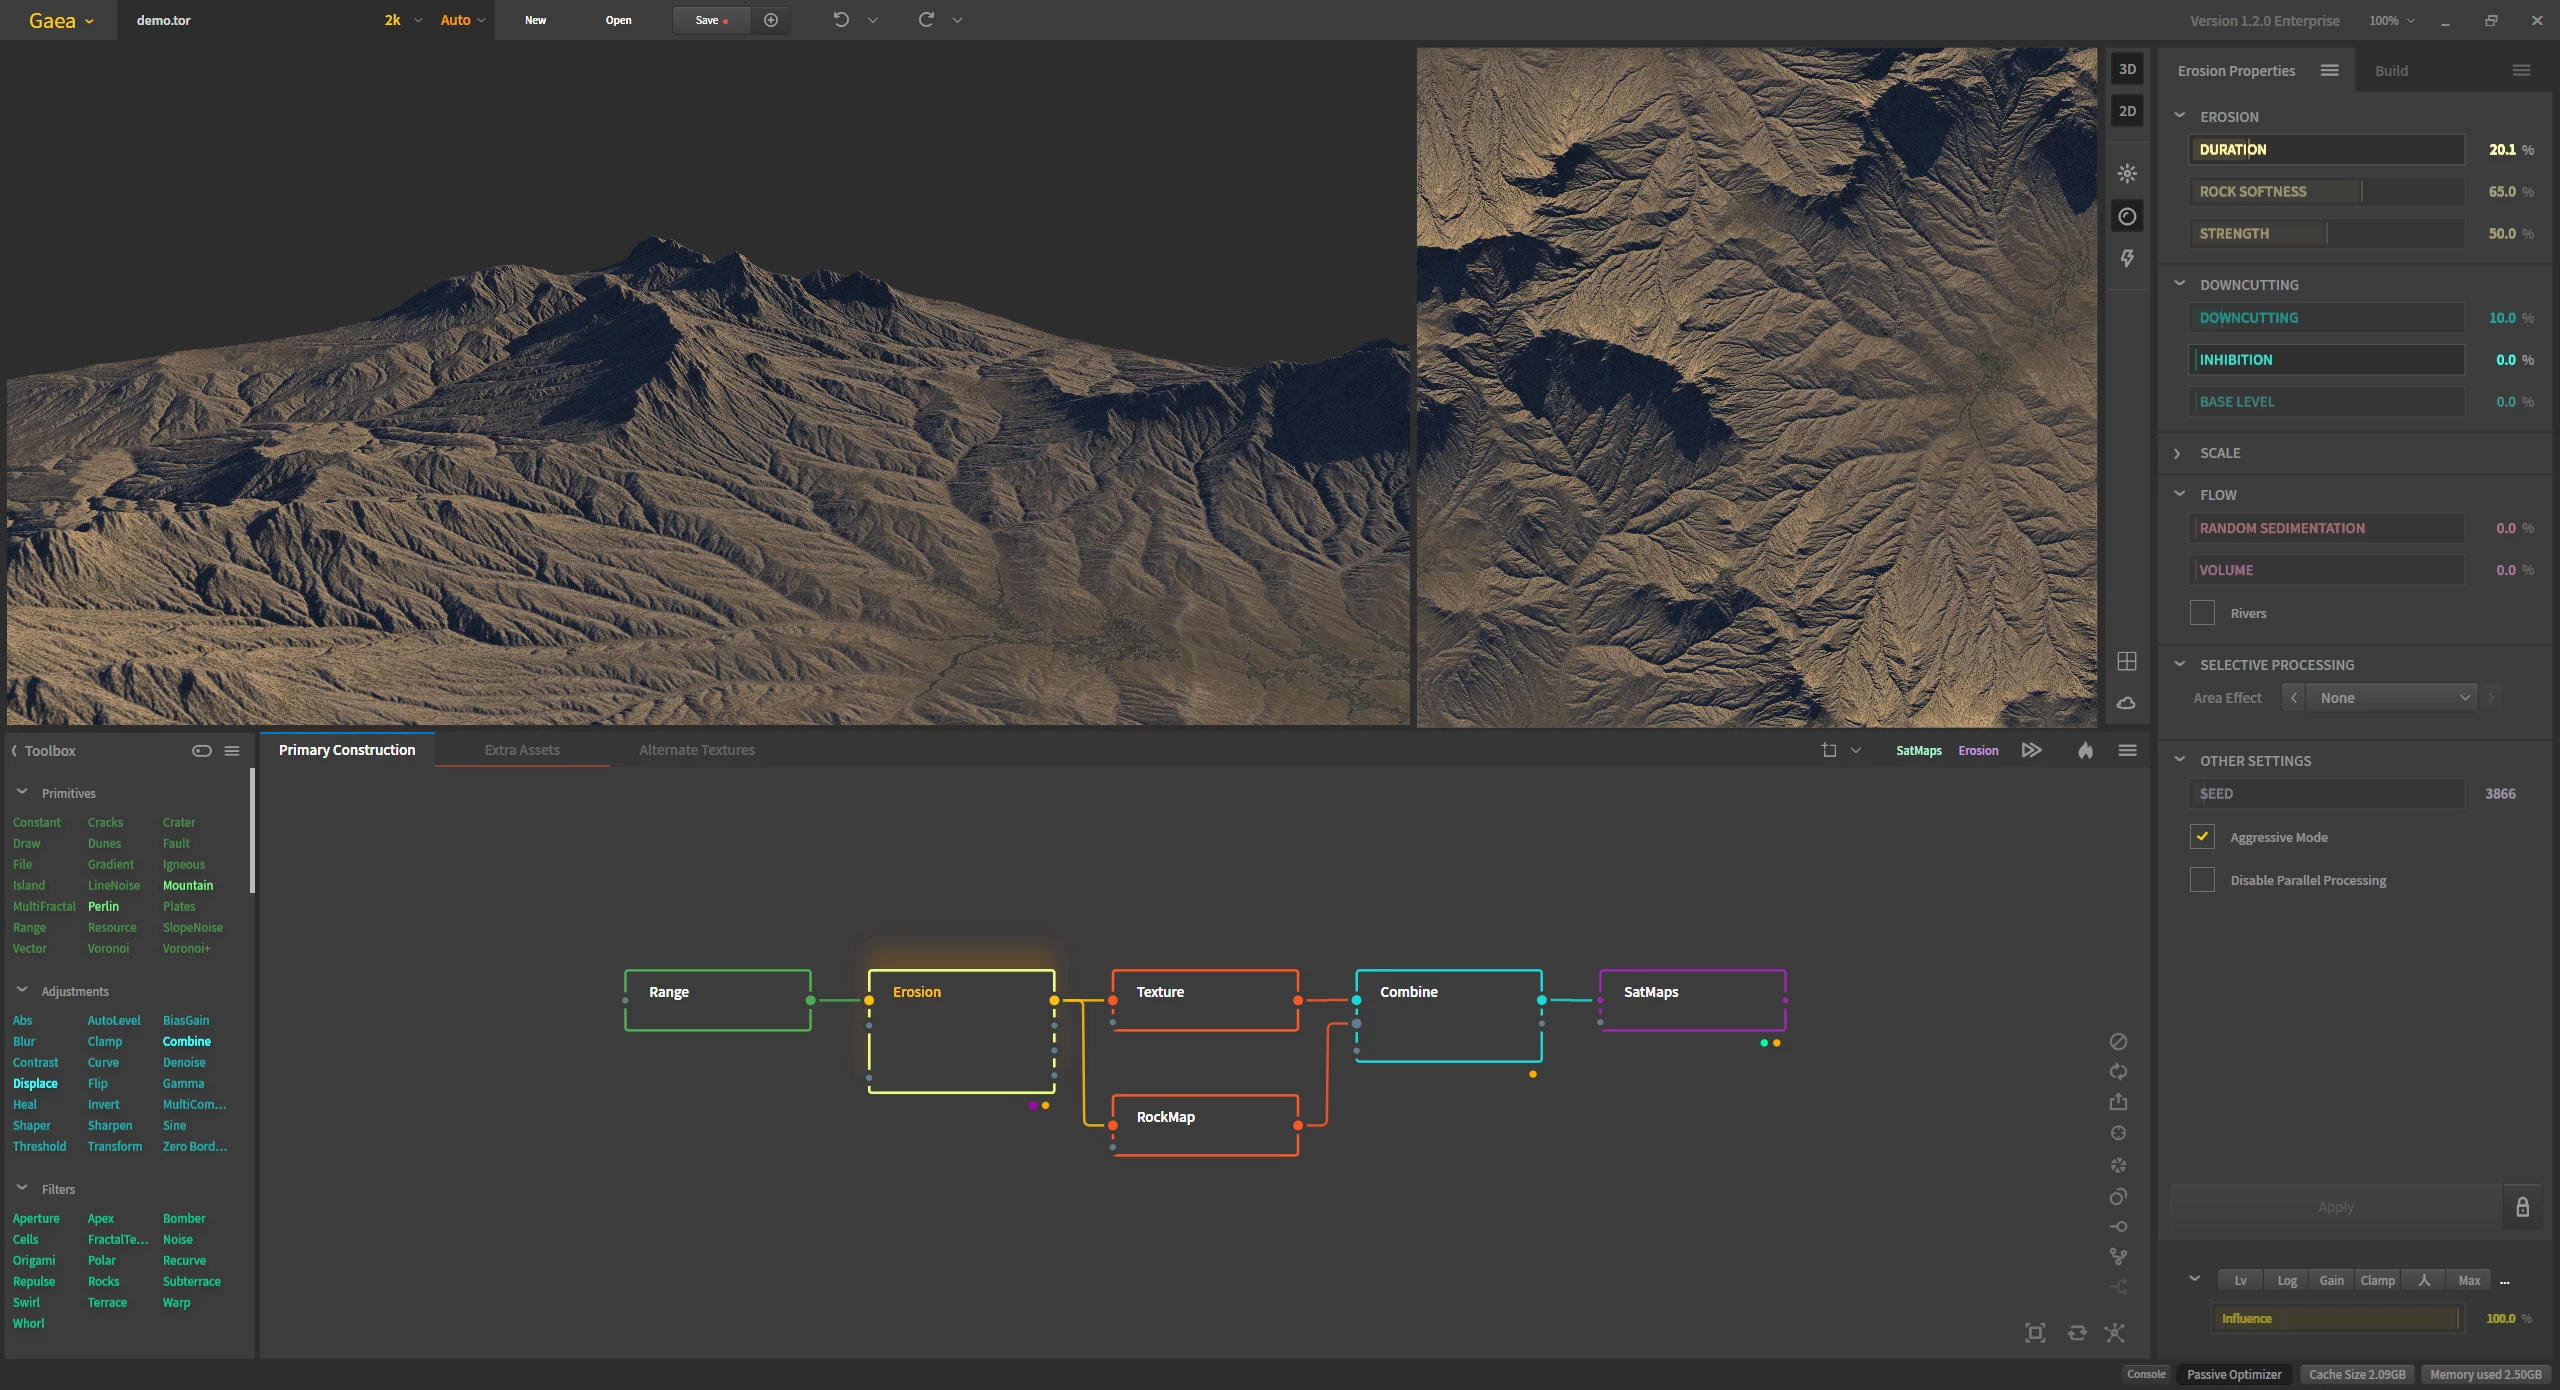 Gaea
demo.tor
2k
Auto
New
Open
Save
Version 1.2.0 Enterprise
100%
3D
2D
Erosion Properties
Build
EROSION
DURATION 20.1 %
ROCK SOFTNESS 65.0 %
STRENGTH 50.0 %
DOWNCUTTING
DOWNCUTTING 10.0 %
INHIBITION 0.0 %
BASE LEVEL 0.0 %
SCALE
FLOW
RANDOM SEDIMENTATION 0.0 %
VOLUME 0.0 %
Rivers
SELECTIVE PROCESSING
Area Effect None
OTHER SETTINGS
SEED 3866
Aggressive Mode
Disable Parallel Processing
Apply
Lv Log Gain Clamp Max ...
Influence 100.0 %
Toolbox
Primitives
Constant Cracks Crater
Draw Dunes Fault
File Gradient Igneous
Island LineNoise Mountain
MultiFractal Perlin Plates
Range Resource SlopeNoise
Vector Voronoi Voronoi+
Adjustments
Abs AutoLevel BiasGain
Blur Clamp Combine
Contrast Curve Denoise
Displace Flip Gamma
Heal Invert MultiCom...
Shaper Sharpen Sine
Threshold Transform Zero Bord...
Filters
Aperture Apex Bomber
Cells FractalTe... Noise
Origami Polar Recurve
Repulse Rocks Subterrace
Swirl Terrace Warp
Whorl
Primary Construction
Extra Assets
Alternate Textures
SatMaps
Erosion
Range
Erosion
Texture
Combine
SatMaps
RockMap
Console
Passive Optimizer
Cache Size 2.09GB
Memory used 2.50GB